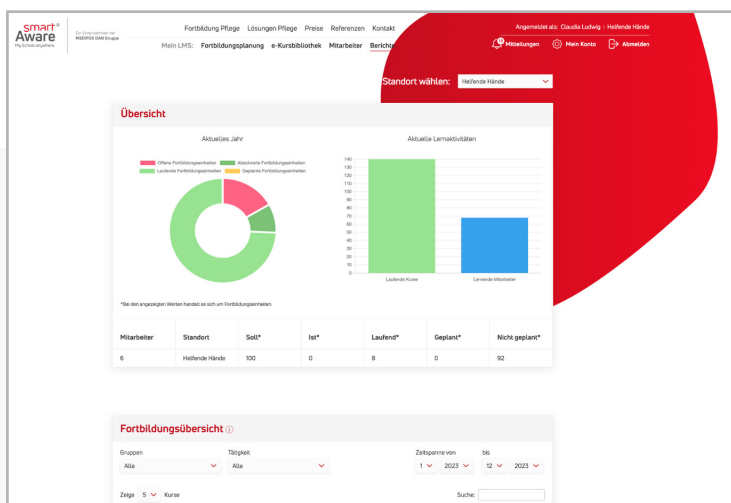 smart®
Aware
My School anywhere.
Ein Unternehmen der
MEDIFOX DAN Gruppe
Fortbildung Pflege Lösungen Pflege Preise Referenzen Kontakt
Angemeldet als: Claudia Ludwig | Helfende Hände
Mein LMS: Fortbildungsplanung e-Kursbibliothek Mitarbeiter Berichte
Mitteilungen Mein Konto Abmelden
Standort wählen: Helfende Hände
Übersicht
Aktuelles Jahr
Aktuelle Lernaktivitäten
Offene Fortbildungseinheiten Absolvierte Fortbildungseinheiten
Laufende Fortbildungseinheiten Geplante Fortbildungseinheiten
140
130
120
110
100
90
80
70
60
50
40
30
20
10
0
Laufende Kurse Lernende Mitarbeiter
*Bei den angezeigten Werten handelt es sich um Fortbildungseinheiten.
Mitarbeiter Standort Soll* Ist* Laufend* Geplant* Nicht geplant*
6 Helfende Hände 100 0 8 0 92
Fortbildungsübersicht
Gruppen Tätigkeit Zeitspanne von bis
Alle Alle 1 2023 12 2023
Zeige 5 Kurse Suche: